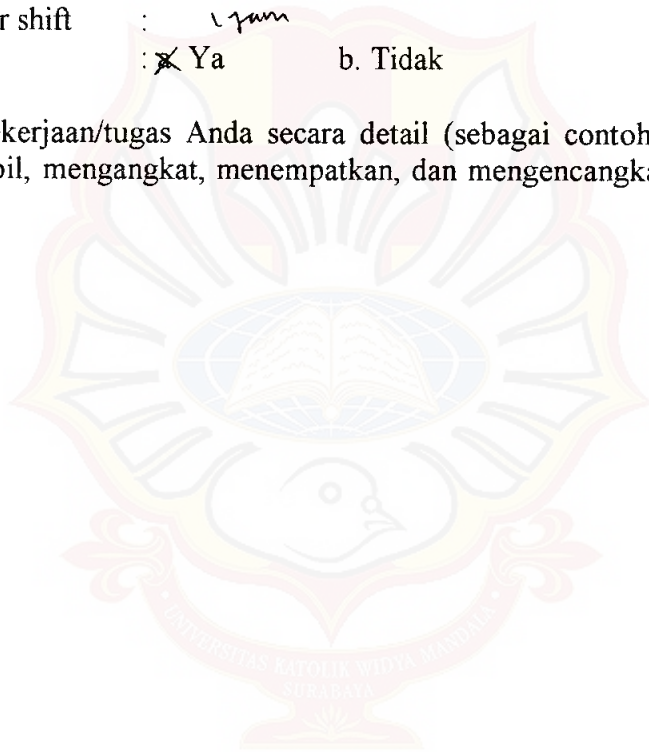 r shift : 1 jam
: a. Ya b. Tidak
kerjaan/tugas Anda secara detail (sebagai contoh
bil, mengangkat, menempatkan, dan mengencangka
UNIVERSITAS KATOLIK WIDYA MANDALA
SURABAYA